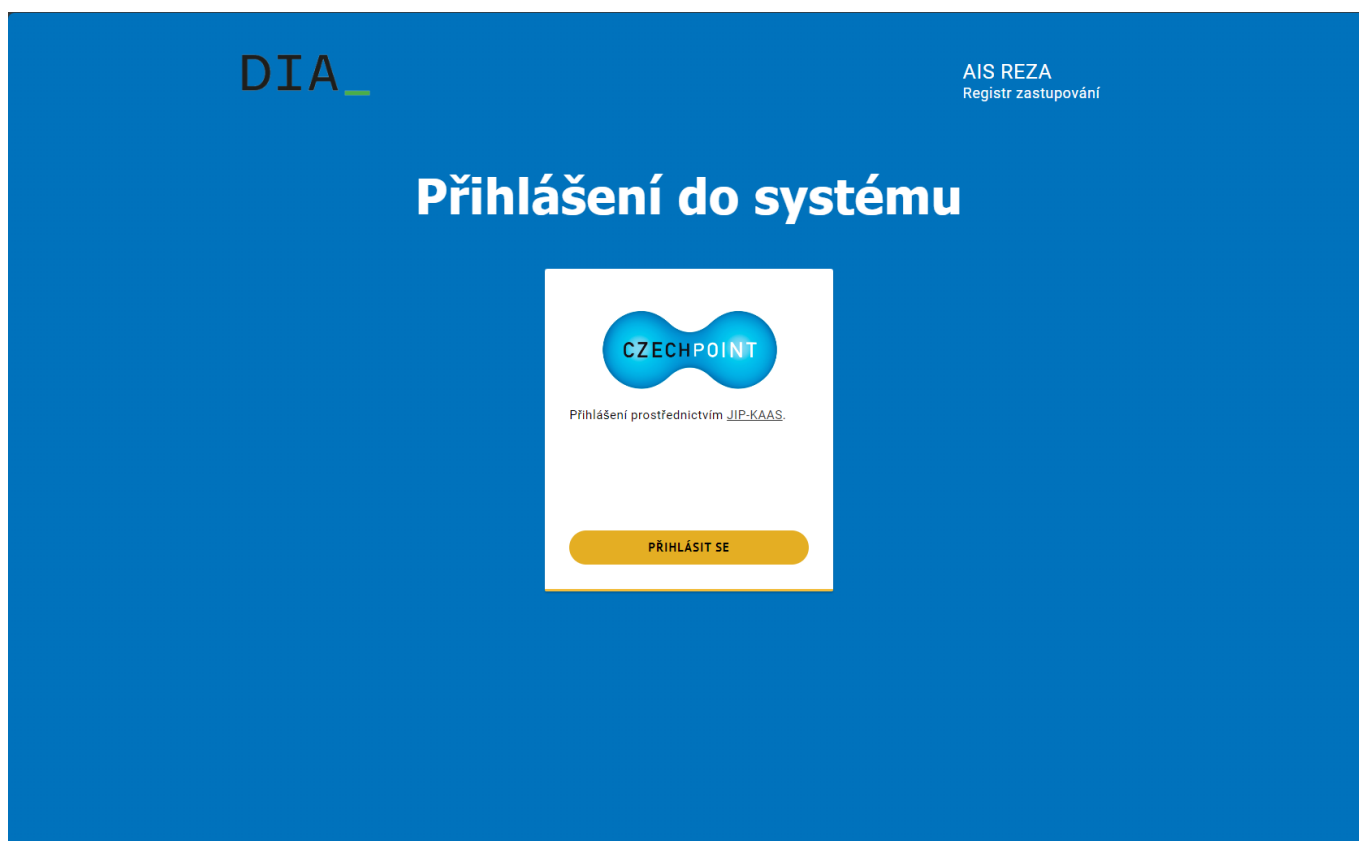 DIA_
AIS REZA
Registr zastupování
Přihlášení do systému
CZECHPOINT
Přihlášení prostřednictvím JIP-KAAS.
PŘIHLÁSIT SE